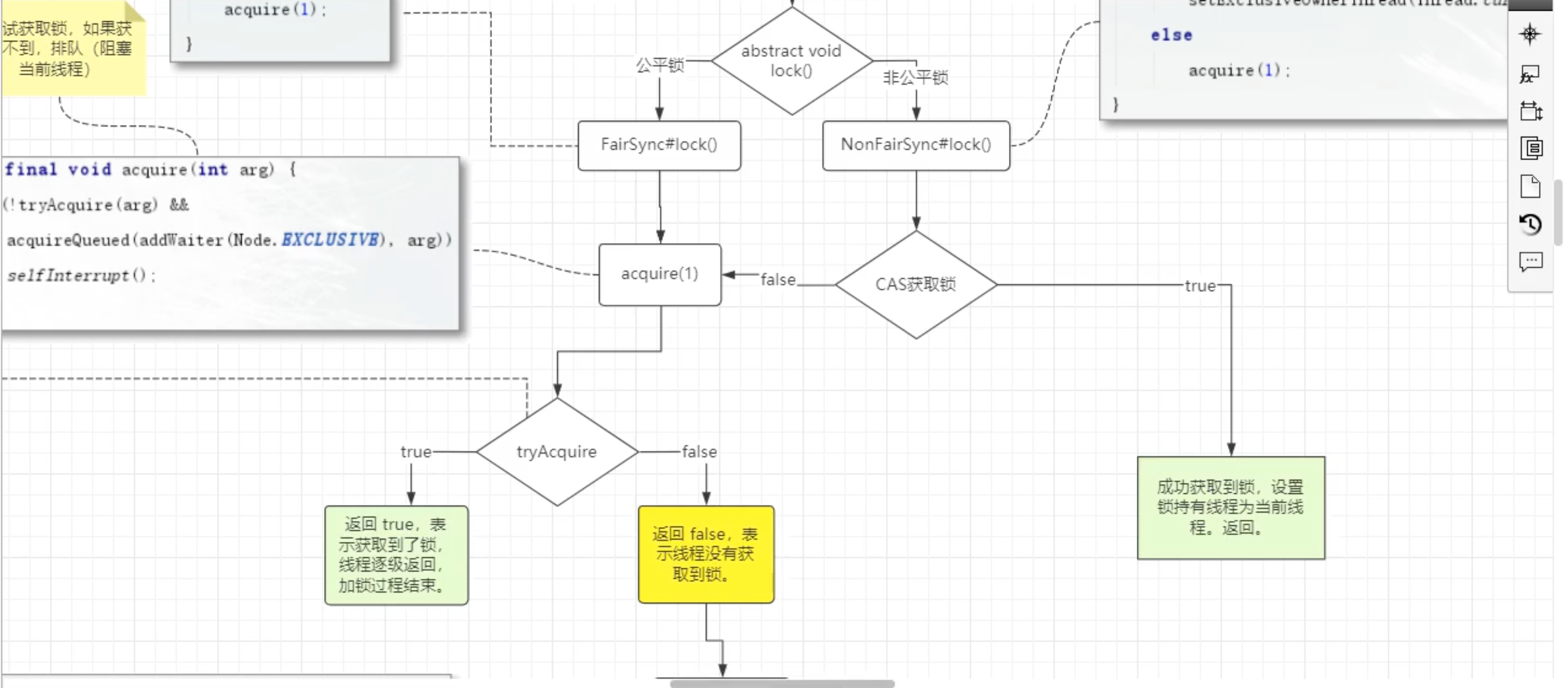 acquire(1);
}
试获取锁，如果获
不到，排队（阻塞
当前线程）
else
acquire(1);
}
abstract void
lock()
公平锁
非公平锁
FairSync#lock()
NonFairSync#lock()
final void acquire(int arg) {
(!tryAcquire(arg) &&
acquireQueued(addWaiter(Node.EXCLUSIVE), arg))
selfInterrupt();
acquire(1)
false
CAS获取锁
true
true
tryAcquire
false
返回 true，表
示获取到了锁，
线程逐级返回，
加锁过程结束。
返回 false，表
示线程没有获
取到锁。
成功获取到锁，设置
锁持有线程为当前线
程。返回。